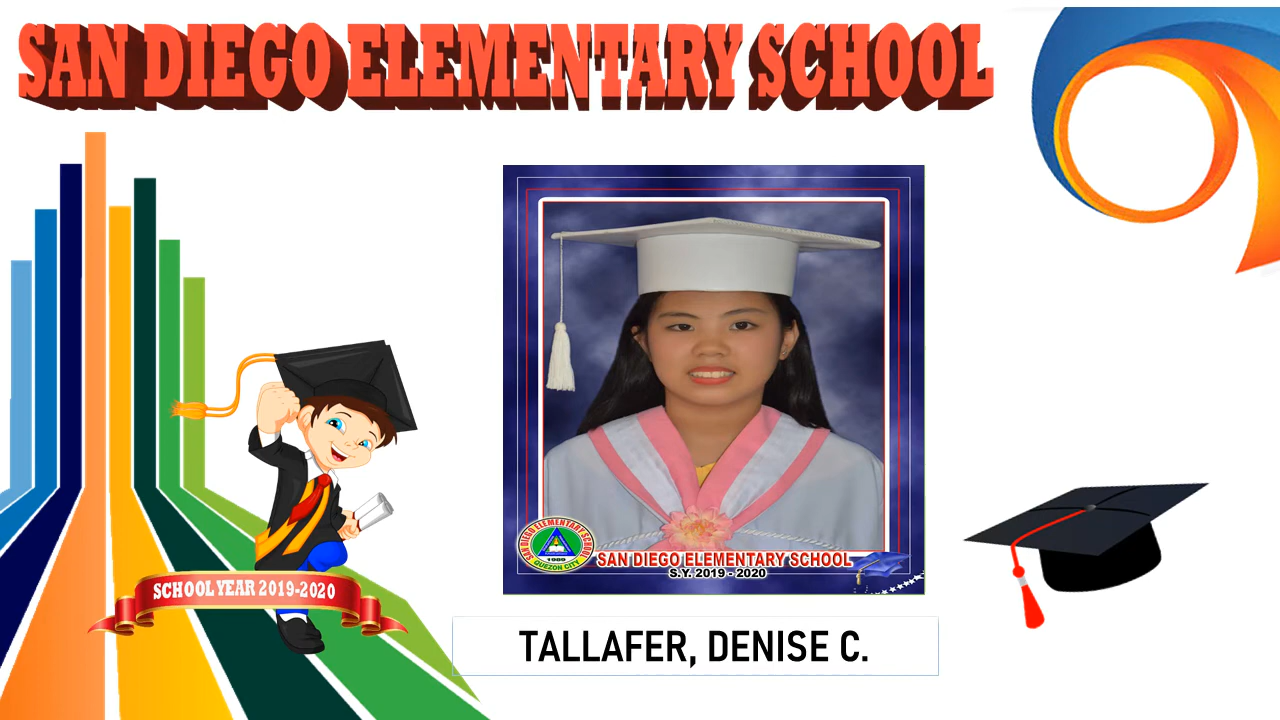 SAN DIEGO ELEMENTARY SCHOOL
SAN DIEGO ELEMENTARY SCHOOL
1989
QUEZON CITY
SAN DIEGO ELEMENTARY SCHOOL
S.Y. 2019 - 2020
SCHOOL YEAR 2019-2020
TALLAFER, DENISE C.